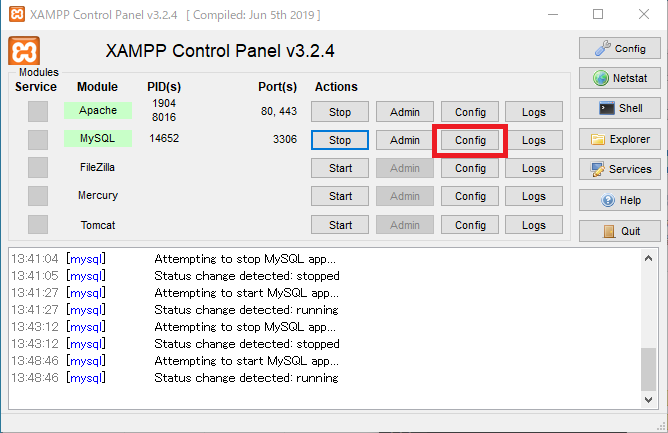 XAMPP Control Panel v3.2.4 [ Compiled: Jun 5th 2019 ]
XAMPP Control Panel v3.2.4
Config
Modules
Service Module PID(s) Port(s) Actions
Netstat
Apache 1904 8016 80, 443 Stop Admin Config Logs
Shell
MySQL 14652 3306 Stop Admin Config Logs
Explorer
FileZilla Start Admin Config Logs
Services
Mercury Start Admin Config Logs
Help
Tomcat Start Admin Config Logs
Quit
13:41:04 [mysql] Attempting to stop MySQL app...
13:41:05 [mysql] Status change detected: stopped
13:41:27 [mysql] Attempting to start MySQL app...
13:41:27 [mysql] Status change detected: running
13:43:12 [mysql] Attempting to stop MySQL app...
13:43:12 [mysql] Status change detected: stopped
13:48:46 [mysql] Attempting to start MySQL app...
13:48:46 [mysql] Status change detected: running